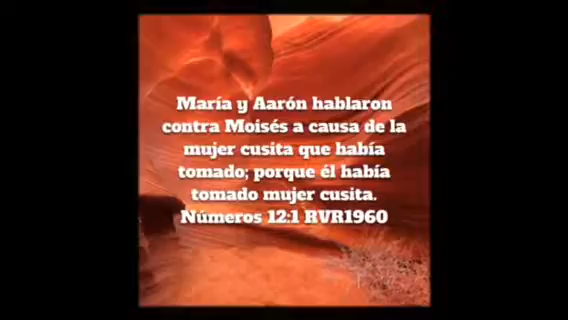 María y Aarón hablaron
contra Moisés a causa de la
mujer cusita que había
tomado; porque él había
tomado mujer cusita.
Números 12:1 RVR1960